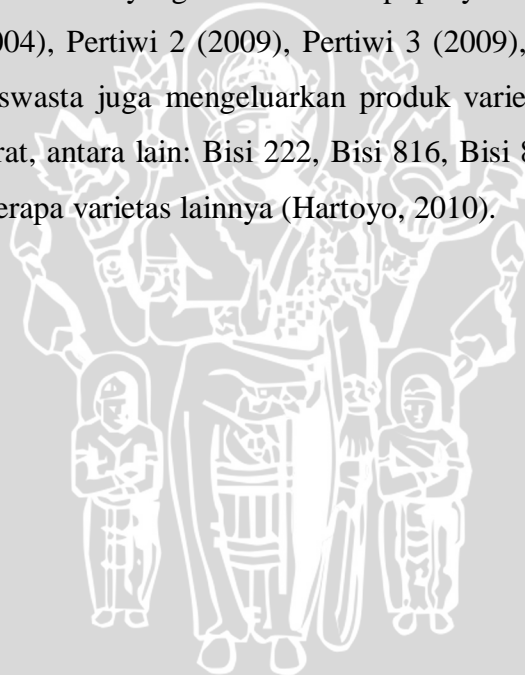 004), Pertiwi 2 (2009), Pertiwi 3 (2009),
swasta juga mengeluarkan produk varie
rat, antara lain: Bisi 222, Bisi 816, Bisi 8
erapa varietas lainnya (Hartoyo, 2010).